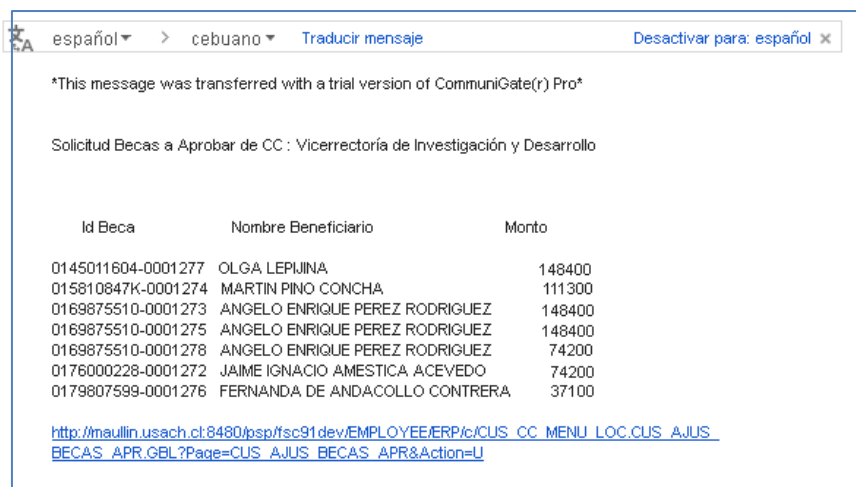 español > cebuano Traducir mensaje Desactivar para: español ×
*This message was transferred with a trial version of CommuniGate(r) Pro*
Solicitud Becas a Aprobar de CC : Vicerrectoría de Investigación y Desarrollo
Id Beca Nombre Beneficiario Monto
0145011604-0001277 OLGA LEPIJINA 148400
015810847K-0001274 MARTIN PINO CONCHA 111300
0169875510-0001273 ANGELO ENRIQUE PEREZ RODRIGUEZ 148400
0169875510-0001275 ANGELO ENRIQUE PEREZ RODRIGUEZ 148400
0169875510-0001278 ANGELO ENRIQUE PEREZ RODRIGUEZ 74200
0176000228-0001272 JAIME IGNACIO AMESTICA ACEVEDO 74200
0179807599-0001276 FERNANDA DE ANDACOLLO CONTRERA 37100
http://maullin.usach.cl:8480/psp/fsc91dev/EMPLOYEE/ERP/c/CUS_CC_MENU_LOC.CUS_AJUS_
BECAS_APR.GBL?Page=CUS_AJUS_BECAS_APR&Action=U